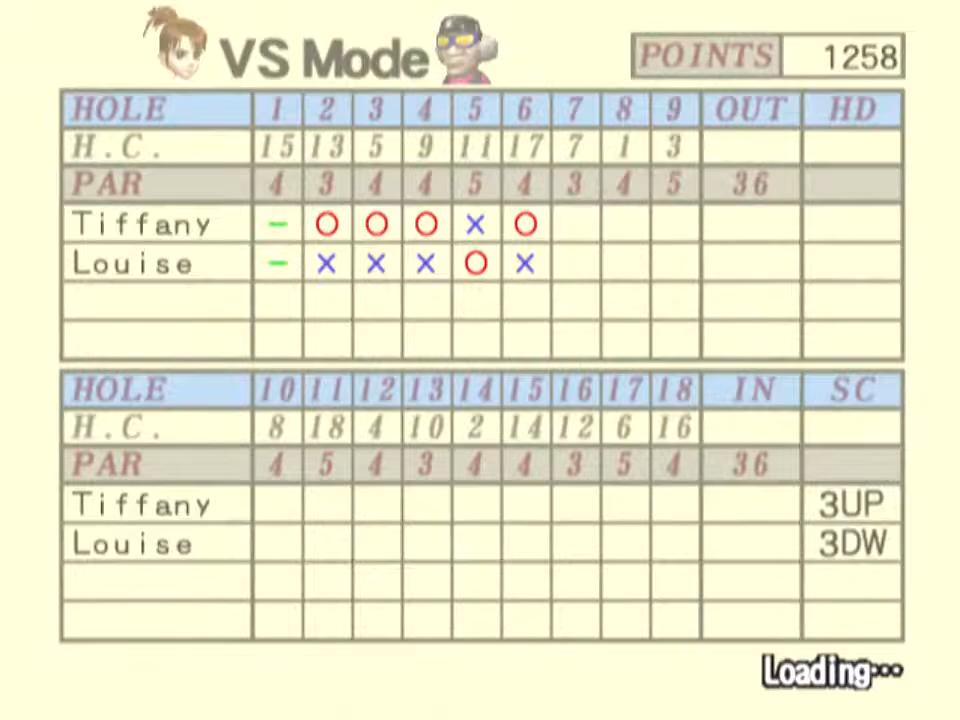 VS Mode
POINTS 1258
HOLE 1 2 3 4 5 6 7 8 9 OUT HD
H.C. 15 13 5 9 11 17 7 1 3
PAR 4 3 4 4 5 4 3 4 5 36
Tiffany - O O O × O
Louise - × × × O ×
HOLE 10 11 12 13 14 15 16 17 18 IN SC
H.C. 8 18 4 10 2 14 12 6 16
PAR 4 5 4 3 4 4 3 5 4 36
Tiffany 3UP
Louise 3DW
Loading…